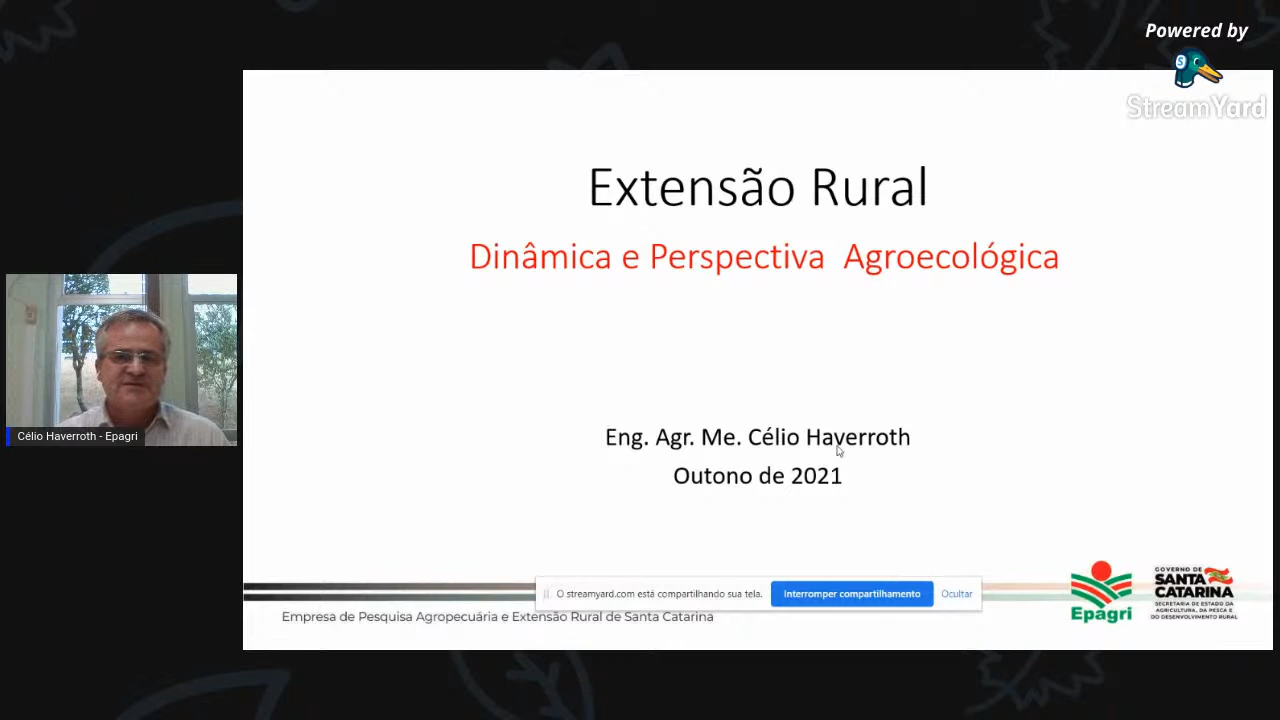 Powered by
StreamYard
Extensão Rural
Dinâmica e Perspectiva Agroecológica
Célio Haverroth - Epagri
Eng. Agr. Me. Célio Haverroth
Outono de 2021
O streamyard.com está compartilhando sua tela.
Interromper compartilhamento
Ocultar
Empresa de Pesquisa Agropecuária e Extensão Rural de Santa Catarina
Epagri
GOVERNO DE
SANTA
CATARINA
SECRETARIA DE ESTADO DA
AGRICULTURA, DA PESCA E
DO DESENVOLVIMENTO RURAL